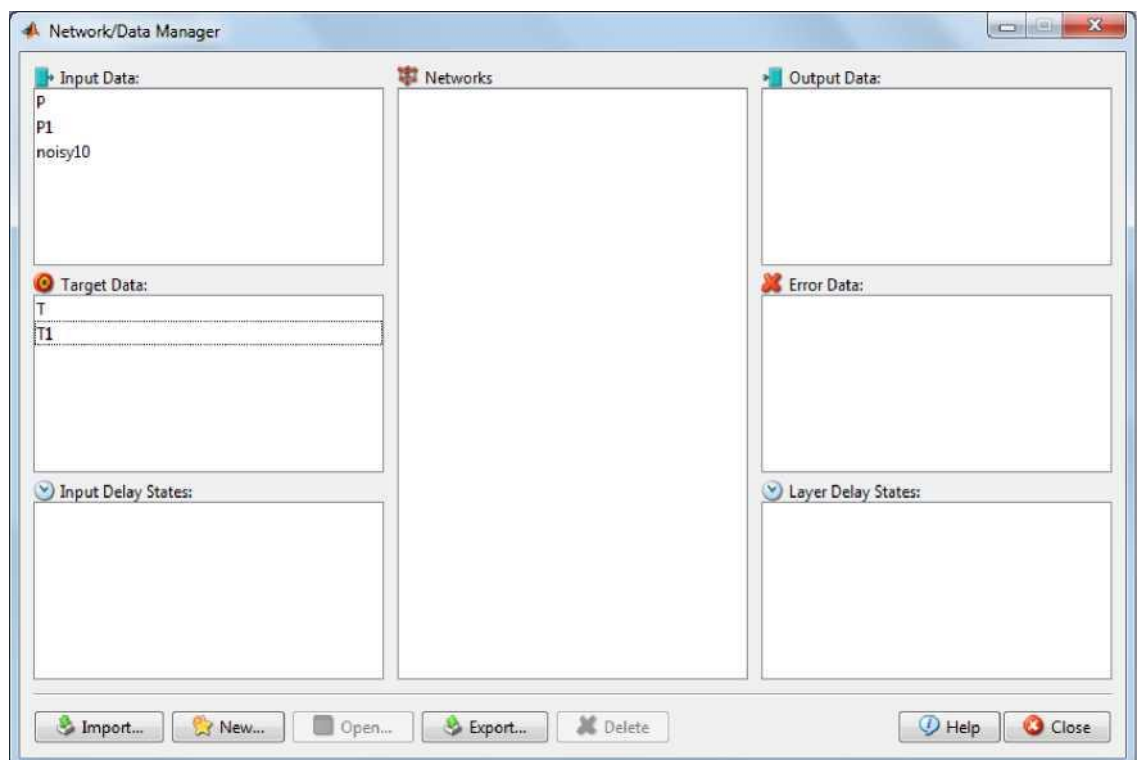 Network/Data Manager
Input Data:
P
P1
noisy10
Networks
Output Data:
Target Data:
T
T1
Error Data:
Input Delay States:
Layer Delay States:
Import...
New...
Open...
Export...
Delete
Help
Close